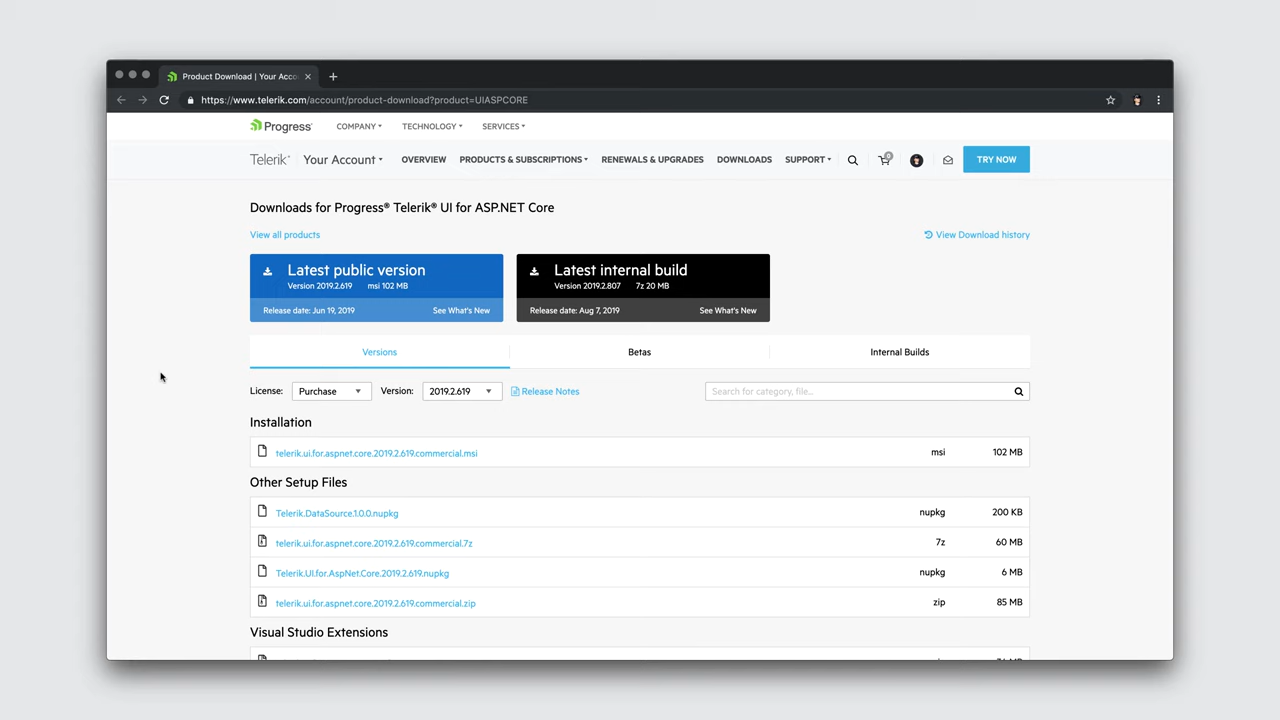 Product Download | Your Acco
https://www.telerik.com/account/product-download?product=UIASPCORE
Progress® COMPANY TECHNOLOGY SERVICES
Telerik® Your Account OVERVIEW PRODUCTS & SUBSCRIPTIONS RENEWALS & UPGRADES DOWNLOADS SUPPORT 0 TRY NOW
Downloads for Progress® Telerik® UI for ASP.NET Core
View all products View Download history
Latest public version
Version 2019.2.619 msi 102 MB
Release date: Jun 19, 2019 See What's New
Latest internal build
Version 2019.2.807 7z 20 MB
Release date: Aug 7, 2019 See What's New
Versions Betas Internal Builds
License: Purchase Version: 2019.2.619 Release Notes Search for category, file...
Installation
telerik.ui.for.aspnet.core.2019.2.619.commercial.msi msi 102 MB
Other Setup Files
Telerik.DataSource.1.0.0.nupkg nupkg 200 KB
telerik.ui.for.aspnet.core.2019.2.619.commercial.7z 7z 60 MB
Telerik.UI.for.AspNet.Core.2019.2.619.nupkg nupkg 6 MB
telerik.ui.for.aspnet.core.2019.2.619.commercial.zip zip 85 MB
Visual Studio Extensions